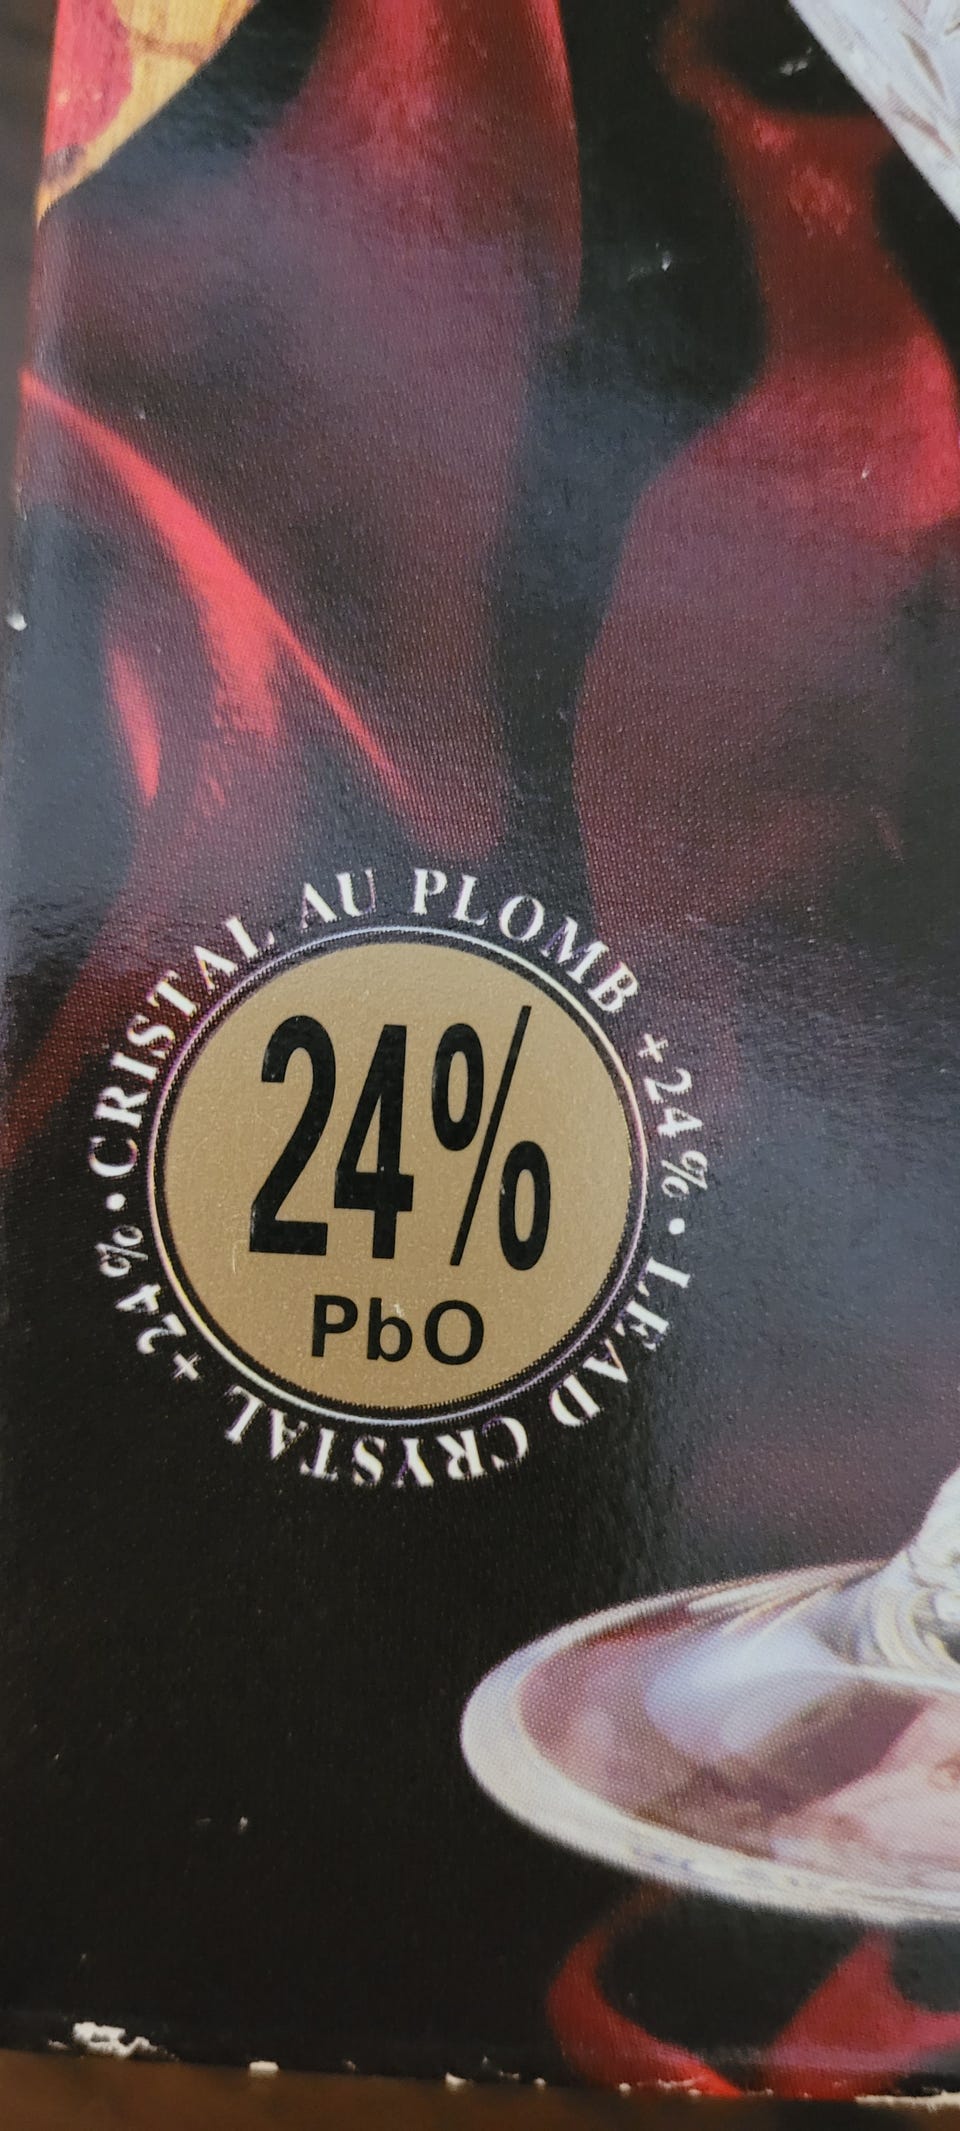 CRISTAL AU PLOMB +24% • LEAD CRYSTAL +24% •
24%
PbO